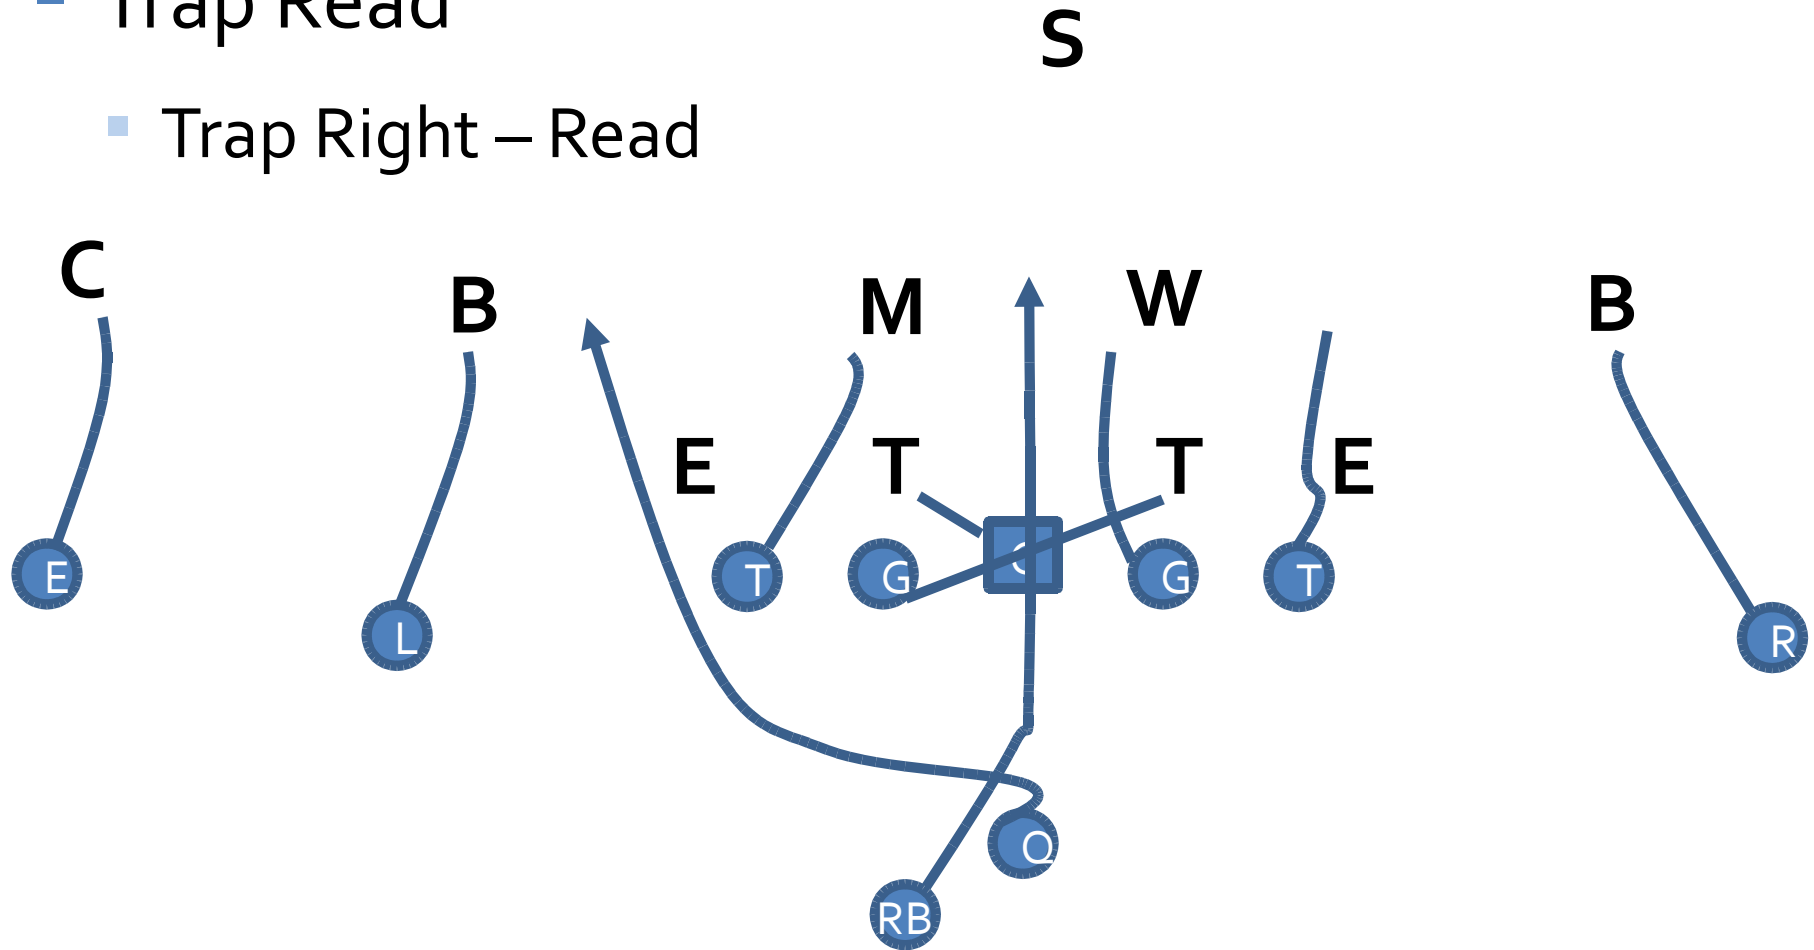 Trap Read
S
Trap Right – Read
C
B M W B
E T T E
E T G C G T
L R
Q
RB